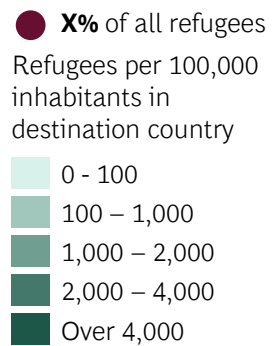 X% of all refugees
Refugees per 100,000
inhabitants in
destination country
0 - 100
100 – 1,000
1,000 – 2,000
2,000 – 4,000
Over 4,000